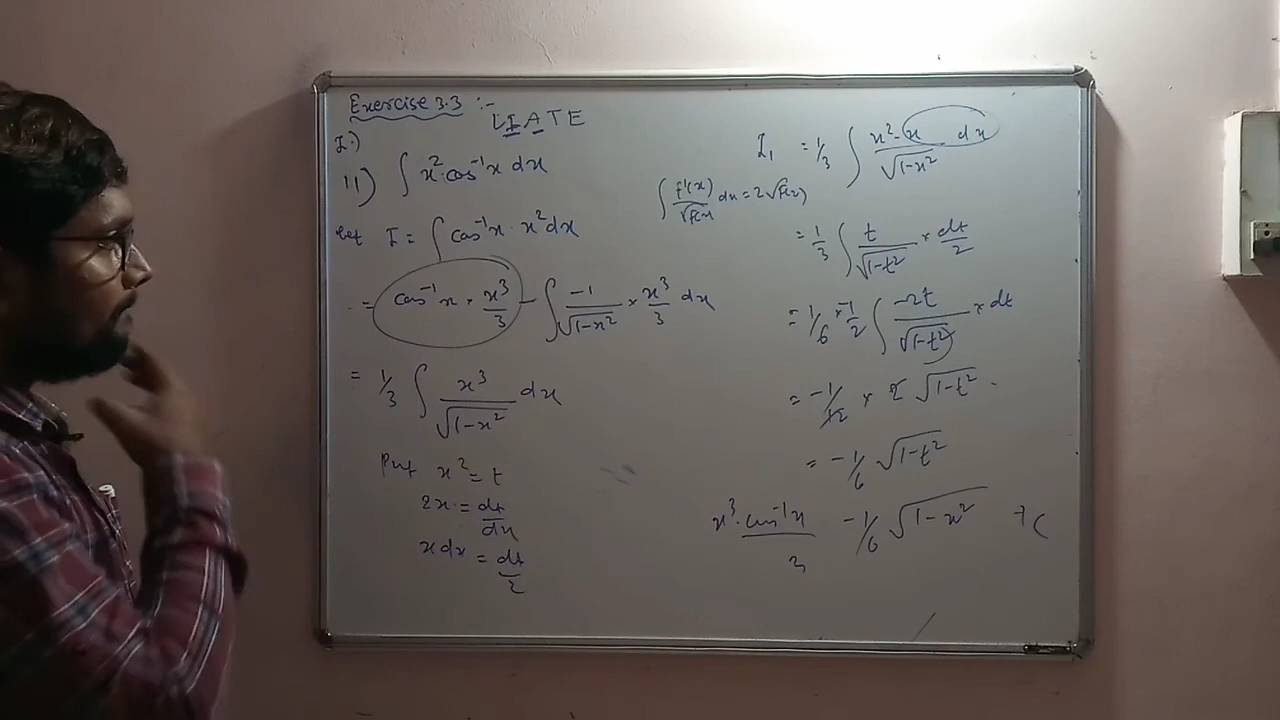 Exercise 3.3 :-
LIATE
I.)
11) ∫ x²·cos⁻¹x dx
let I = ∫ cos⁻¹x · x² dx
= cos⁻¹x × x³/3 - ∫ -1/√(1-x²) × x³/3 dx
= 1/3 ∫ x³/√(1-x²) dx
Put x² = t
2x = dt/dx
x dx = dt/2
I₁ = 1/3 ∫ x²·x dx/√(1-x²)
∫ f'(x)/√f(x) dx = 2√f(x)
= 1/3 ∫ t/√(1-t²) × dt/2
= 1/6 × -1/2 ∫ -2t/√(1-t²) × dt
= -1/12 × 2 √(1-t²)
= -1/6 √(1-t²)
x³·cos⁻¹x/3 - 1/6 √(1-x²) + C